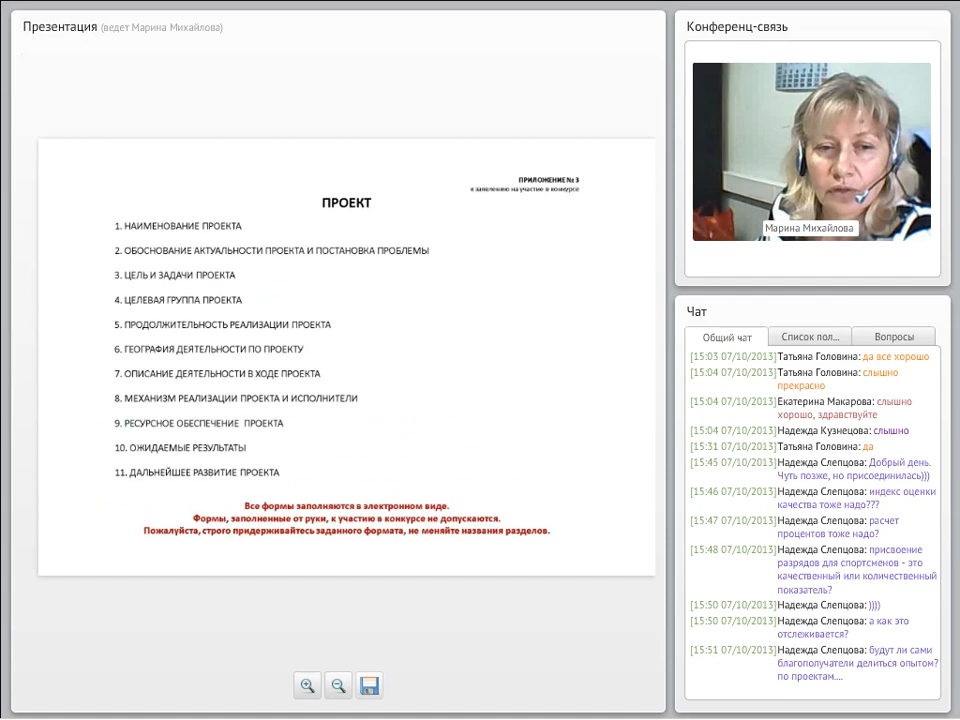 Презентация (ведет Марина Михайлова)
ПРИЛОЖЕНИЕ № 3
к заявлению на участие в конкурсе
ПРОЕКТ
1. НАИМЕНОВАНИЕ ПРОЕКТА
2. ОБОСНОВАНИЕ АКТУАЛЬНОСТИ ПРОЕКТА И ПОСТАНОВКА ПРОБЛЕМЫ
3. ЦЕЛЬ И ЗАДАЧИ ПРОЕКТА
4. ЦЕЛЕВАЯ ГРУППА ПРОЕКТА
5. ПРОДОЛЖИТЕЛЬНОСТЬ РЕАЛИЗАЦИИ ПРОЕКТА
6. ГЕОГРАФИЯ ДЕЯТЕЛЬНОСТИ ПО ПРОЕКТУ
7. ОПИСАНИЕ ДЕЯТЕЛЬНОСТИ В ХОДЕ ПРОЕКТА
8. МЕХАНИЗМ РЕАЛИЗАЦИИ ПРОЕКТА И ИСПОЛНИТЕЛИ
9. РЕСУРСНОЕ ОБЕСПЕЧЕНИЕ ПРОЕКТА
10. ОЖИДАЕМЫЕ РЕЗУЛЬТАТЫ
11. ДАЛЬНЕЙШЕЕ РАЗВИТИЕ ПРОЕКТА
Все формы заполняются в электронном виде.
Формы, заполненные от руки, к участию в конкурсе не допускаются.
Пожалуйста, строго придерживайтесь заданного формата, не меняйте названия разделов.
Конференц-связь
Марина Михайлова
Чат
Общий чат
Список пол...
Вопросы
[15:03 07/10/2013]Татьяна Головина: да все хорошо
[15:04 07/10/2013]Татьяна Головина: слышно
прекрасно
[15:04 07/10/2013]Екатерина Макарова: слышно
хорошо, здравствуйте
[15:04 07/10/2013]Надежда Кузнецова: слышно
[15:31 07/10/2013]Татьяна Головина: да
[15:45 07/10/2013]Надежда Слепцова: Добрый день.
Чуть позже, но присоединилась)))
[15:46 07/10/2013]Надежда Слепцова: индекс оценки
качества тоже надо???
[15:47 07/10/2013]Надежда Слепцова: расчет
процентов тоже надо?
[15:48 07/10/2013]Надежда Слепцова: присвоение
разрядов для спортсменов - это
качественный или количественный
показатель?
[15:50 07/10/2013]Надежда Слепцова: ))))
[15:50 07/10/2013]Надежда Слепцова: а как это
отслеживается?
[15:51 07/10/2013]Надежда Слепцова: будут ли сами
благополучатели делиться опытом?
по проектам....